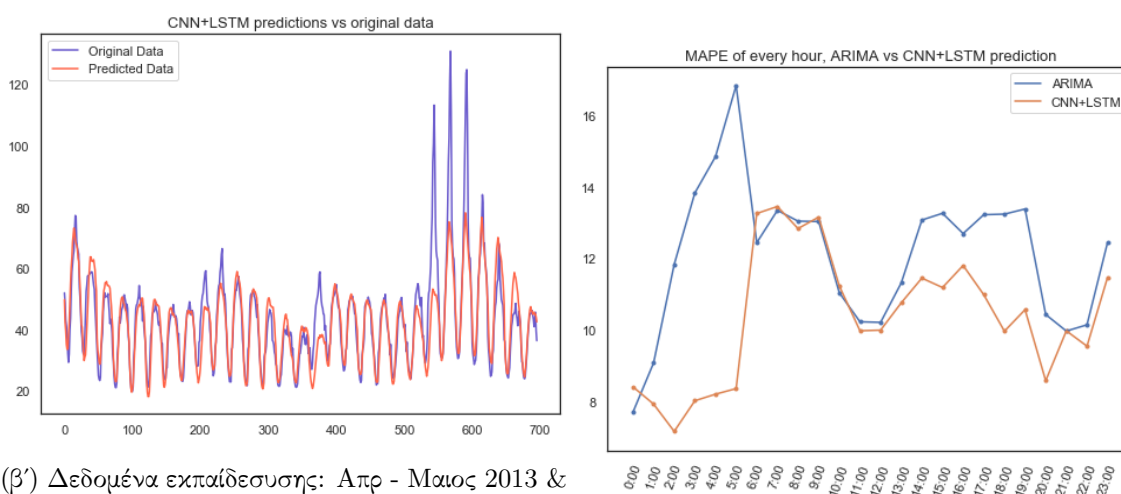 CNN+LSTM predictions vs original data
Original Data
Predicted Data
120
100
80
60
40
20
0 100 200 300 400 500 600 700
(β΄) Δεδομένα εκπαίδεσυσης: Απρ - Μαιος 2013 &
MAPE of every hour, ARIMA vs CNN+LSTM prediction
ARIMA
CNN+LSTM
16
14
12
10
8
0:00 1:00 2:00 3:00 4:00 5:00 6:00 7:00 8:00 9:00 10:00 11:00 12:00 13:00 14:00 15:00 16:00 17:00 18:00 19:00 20:00 21:00 22:00 23:00